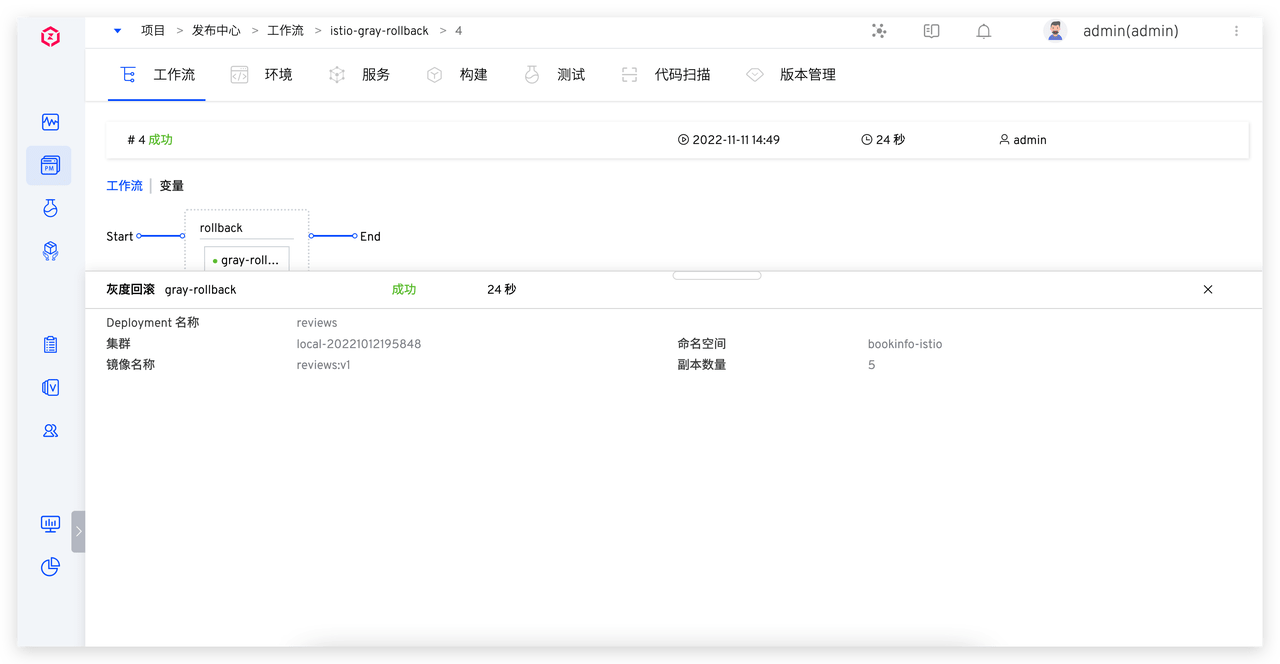 项目 > 发布中心 > 工作流 > istio-gray-rollback > 4
admin(admin)
工作流 环境 服务 构建 测试 代码扫描 版本管理
# 4 成功 2022-11-11 14:49 24 秒 admin
工作流 | 变量
Start rollback End
gray-roll...
灰度回滚 gray-rollback 成功 24 秒
Deployment 名称 reviews
集群 local-20221012195848 命名空间 bookinfo-istio
镜像名称 reviews:v1 副本数量 5